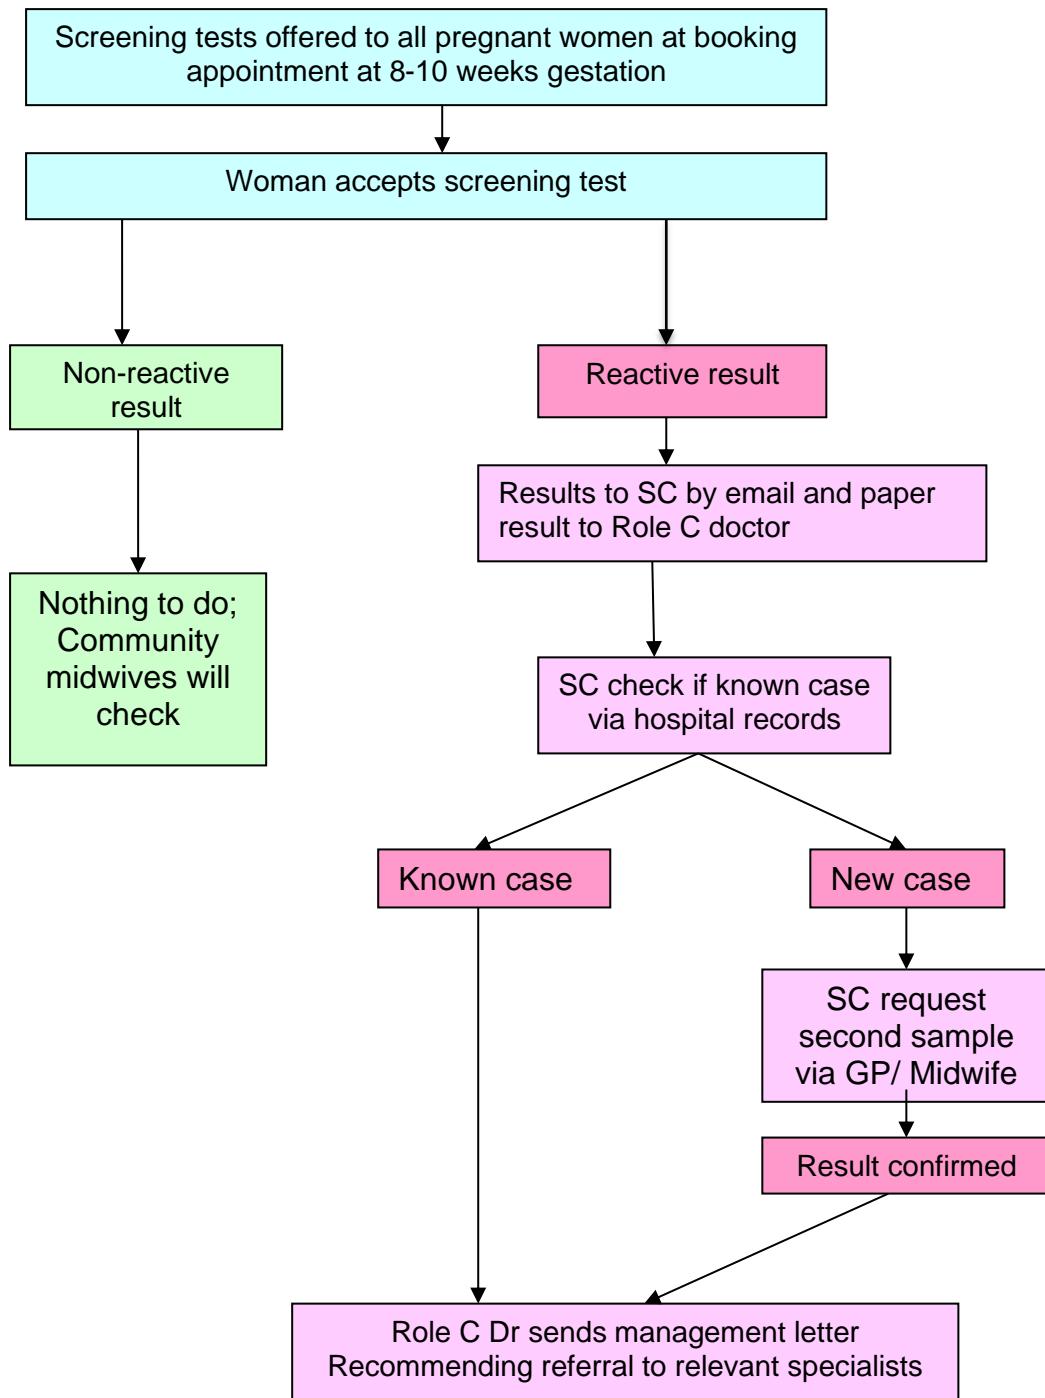 Screening tests offered to all pregnant women at booking
appointment at 8-10 weeks gestation
Woman accepts screening test
Non-reactive
result
Reactive result
Results to SC by email and paper
result to Role C doctor
Nothing to do;
Community
midwives will
check
SC check if known case
via hospital records
Known case
New case
SC request
second sample
via GP/ Midwife
Result confirmed
Role C Dr sends management letter
Recommending referral to relevant specialists